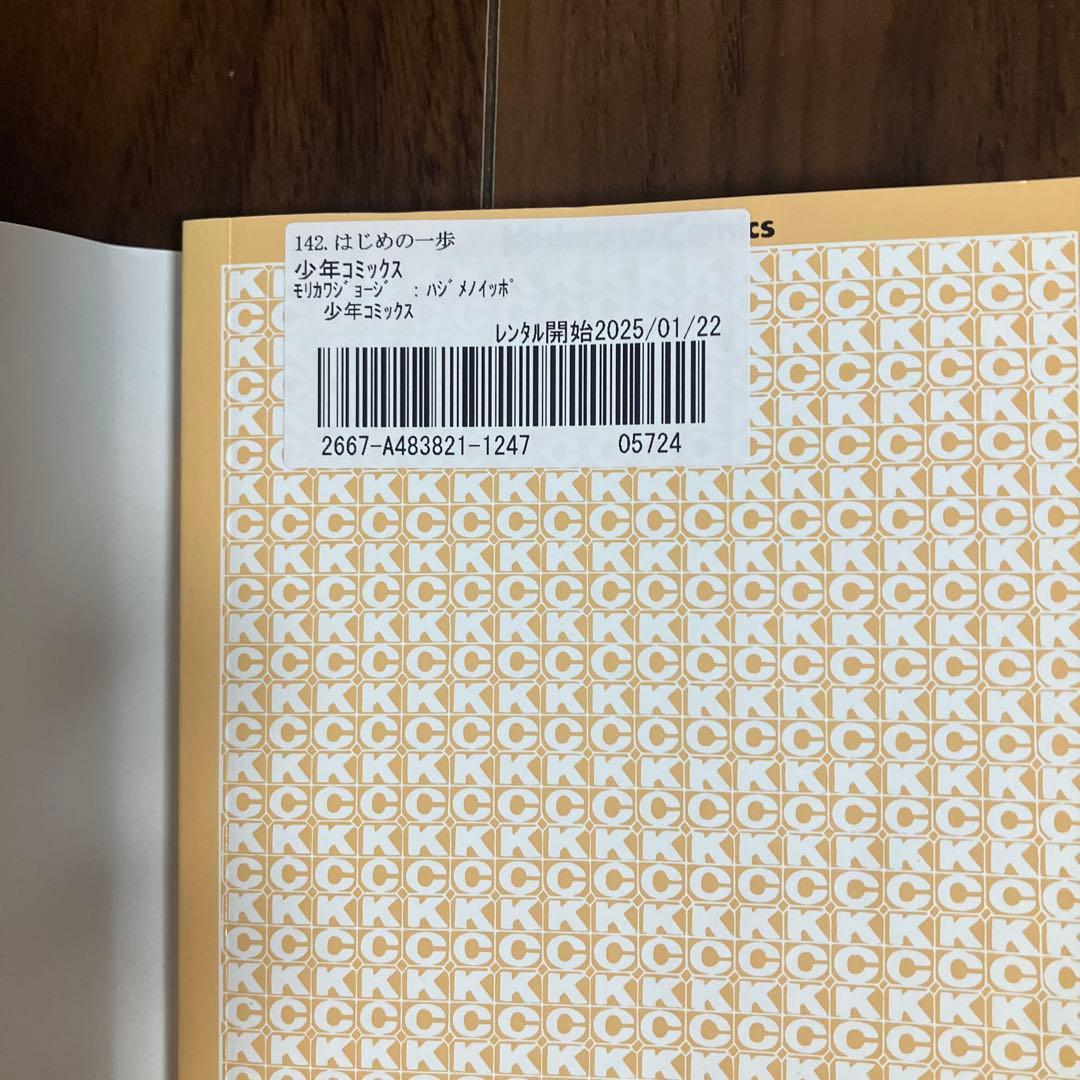 142.はじめの一歩
Kodansya Comics
少年コミックス
ﾓﾘｶﾜｼﾞｮｰｼﾞ : ﾊｼﾞﾒﾉｲｯﾎﾟ
少年コミックス
ﾚﾝﾀﾙ開始2025/01/22
2667-A483821-1247 05724